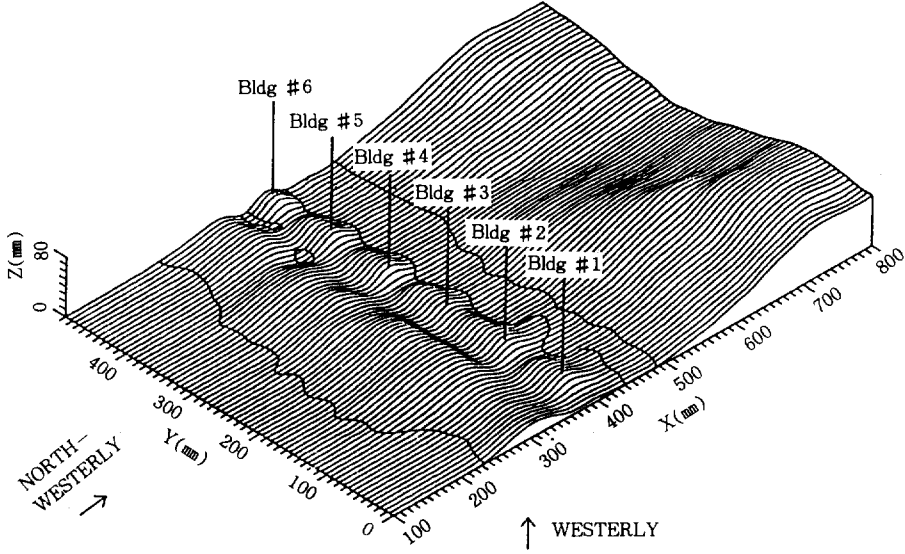 Bldg #6
Bldg #5
Bldg #4
Bldg #3
Bldg #2
Bldg #1
Z(mm)
80
0
400
300
200
100
0
Y(mm)
100
200
300
400
500
600
700
800
X(mm)
NORTH-
WESTERLY
WESTERLY